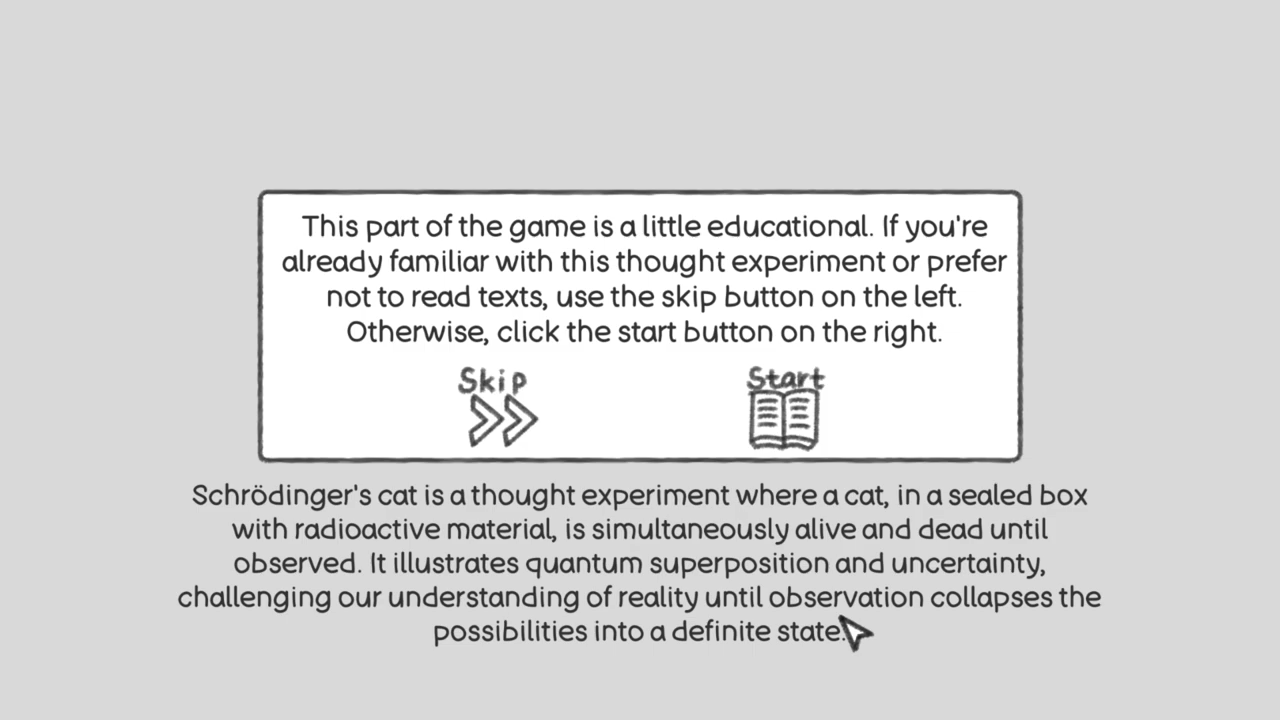 This part of the game is a little educational. If you're
already familiar with this thought experiment or prefer
not to read texts, use the skip button on the left.
Otherwise, click the start button on the right.
Skip
Start
Schrödinger's cat is a thought experiment where a cat, in a sealed box
with radioactive material, is simultaneously alive and dead until
observed. It illustrates quantum superposition and uncertainty,
challenging our understanding of reality until observation collapses the
possibilities into a definite state.